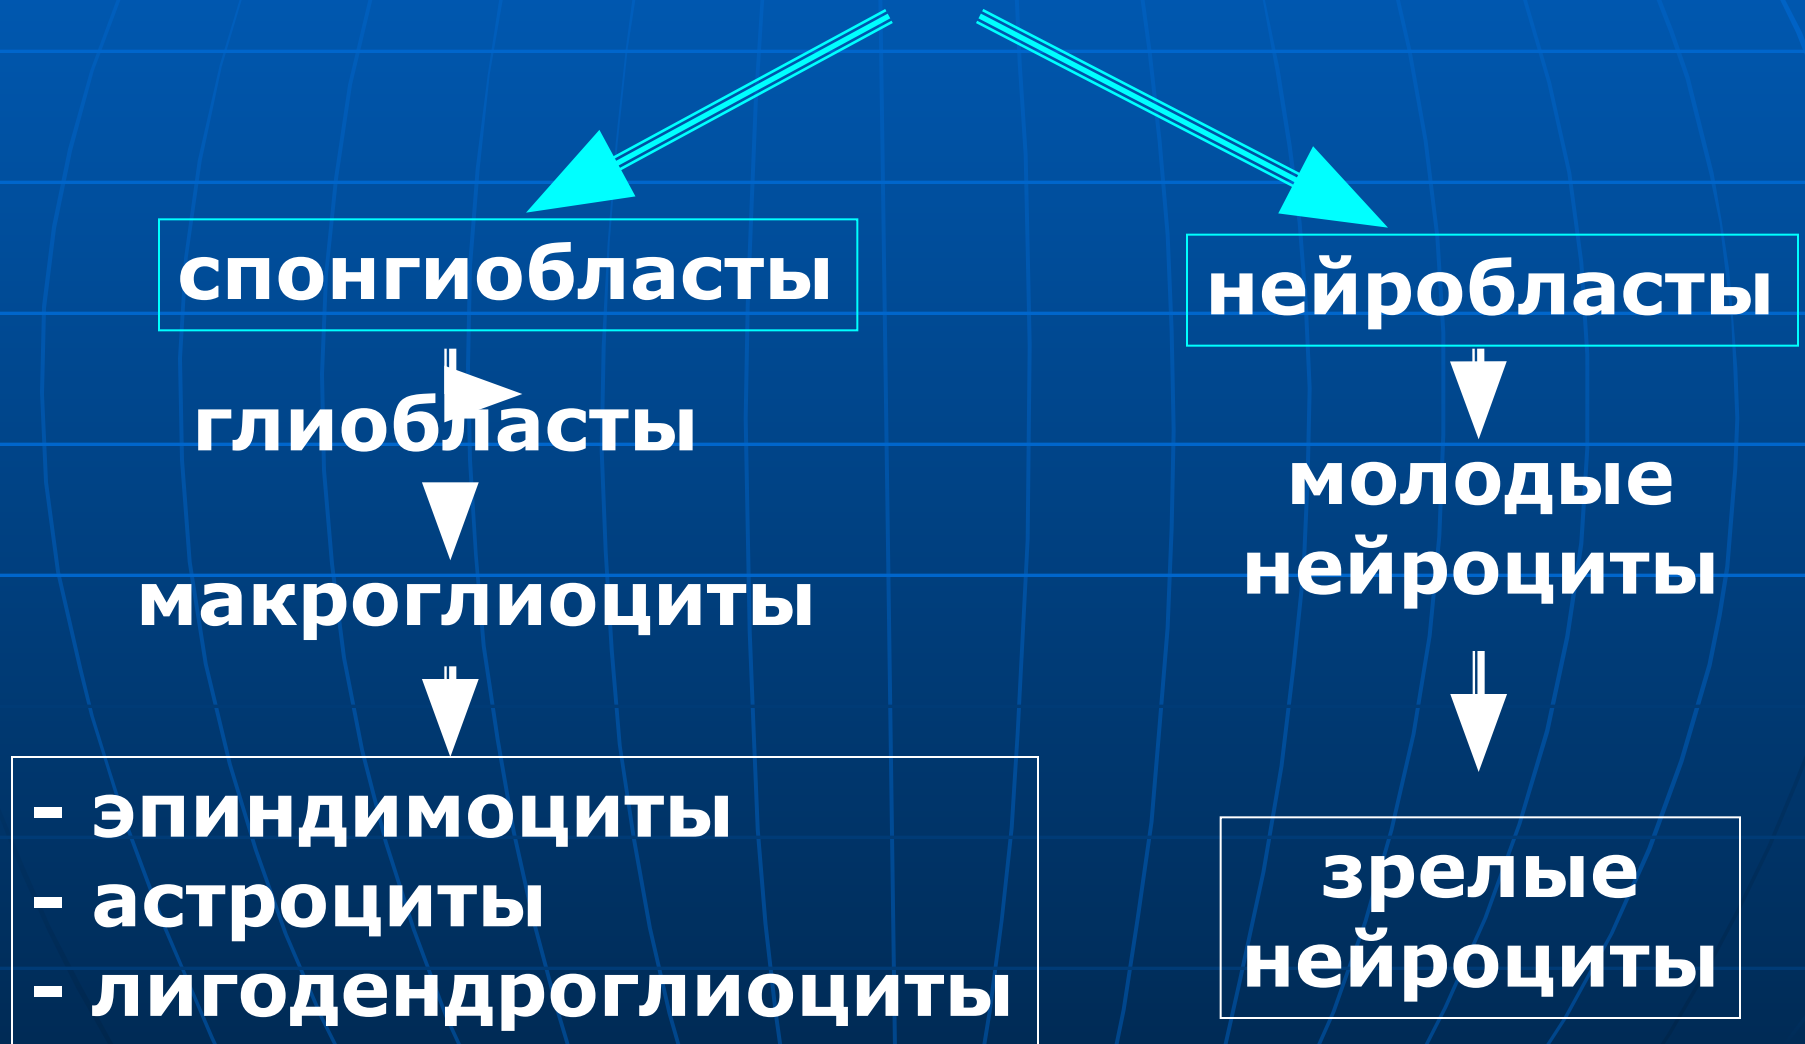 спонгиобласты
глиобласты
макроглиоциты
- эпиндимоциты
- астроциты
- лигодендроглиоциты
нейробласты
молодые
нейроциты
зрелые
нейроциты